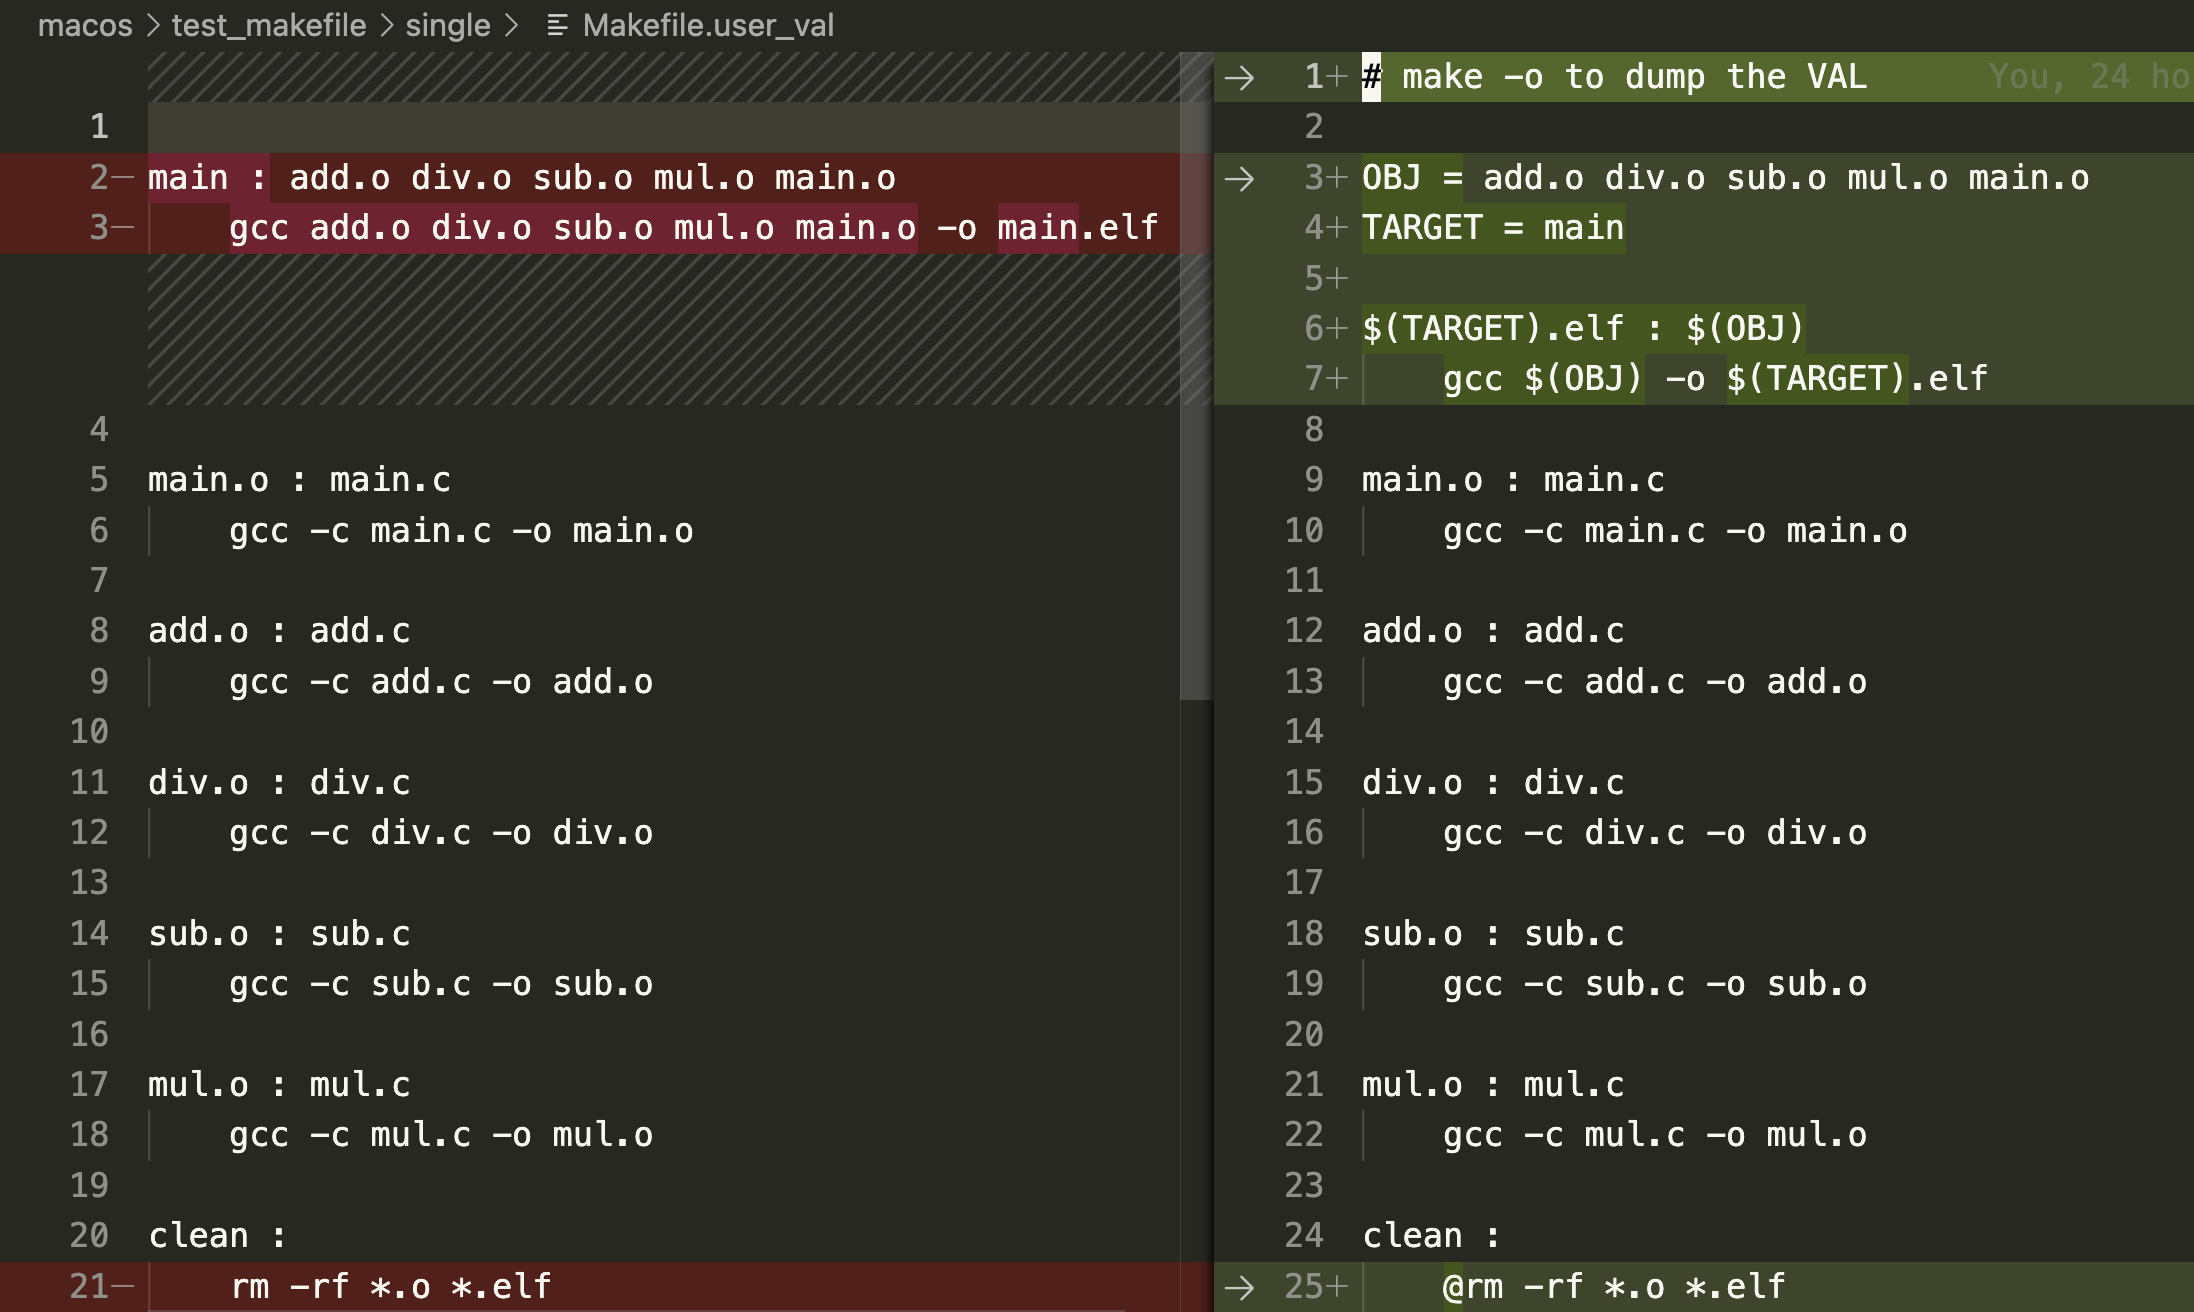 macos > test_makefile > single > Makefile.user_val
1
2— main : add.o div.o sub.o mul.o main.o
3— gcc add.o div.o sub.o mul.o main.o -o main.elf
4
5 main.o : main.c
6 gcc -c main.c -o main.o
7
8 add.o : add.c
9 gcc -c add.c -o add.o
10
11 div.o : div.c
12 gcc -c div.c -o div.o
13
14 sub.o : sub.c
15 gcc -c sub.c -o sub.o
16
17 mul.o : mul.c
18 gcc -c mul.c -o mul.o
19
20 clean :
21— rm -rf *.o *.elf
→ 1+ # make -o to dump the VAL You, 24 ho
2
→ 3+ OBJ = add.o div.o sub.o mul.o main.o
4+ TARGET = main
5+
6+ $(TARGET).elf : $(OBJ)
7+ gcc $(OBJ) -o $(TARGET).elf
8
9 main.o : main.c
10 gcc -c main.c -o main.o
11
12 add.o : add.c
13 gcc -c add.c -o add.o
14
15 div.o : div.c
16 gcc -c div.c -o div.o
17
18 sub.o : sub.c
19 gcc -c sub.c -o sub.o
20
21 mul.o : mul.c
22 gcc -c mul.c -o mul.o
23
24 clean :
→ 25+ @rm -rf *.o *.elf